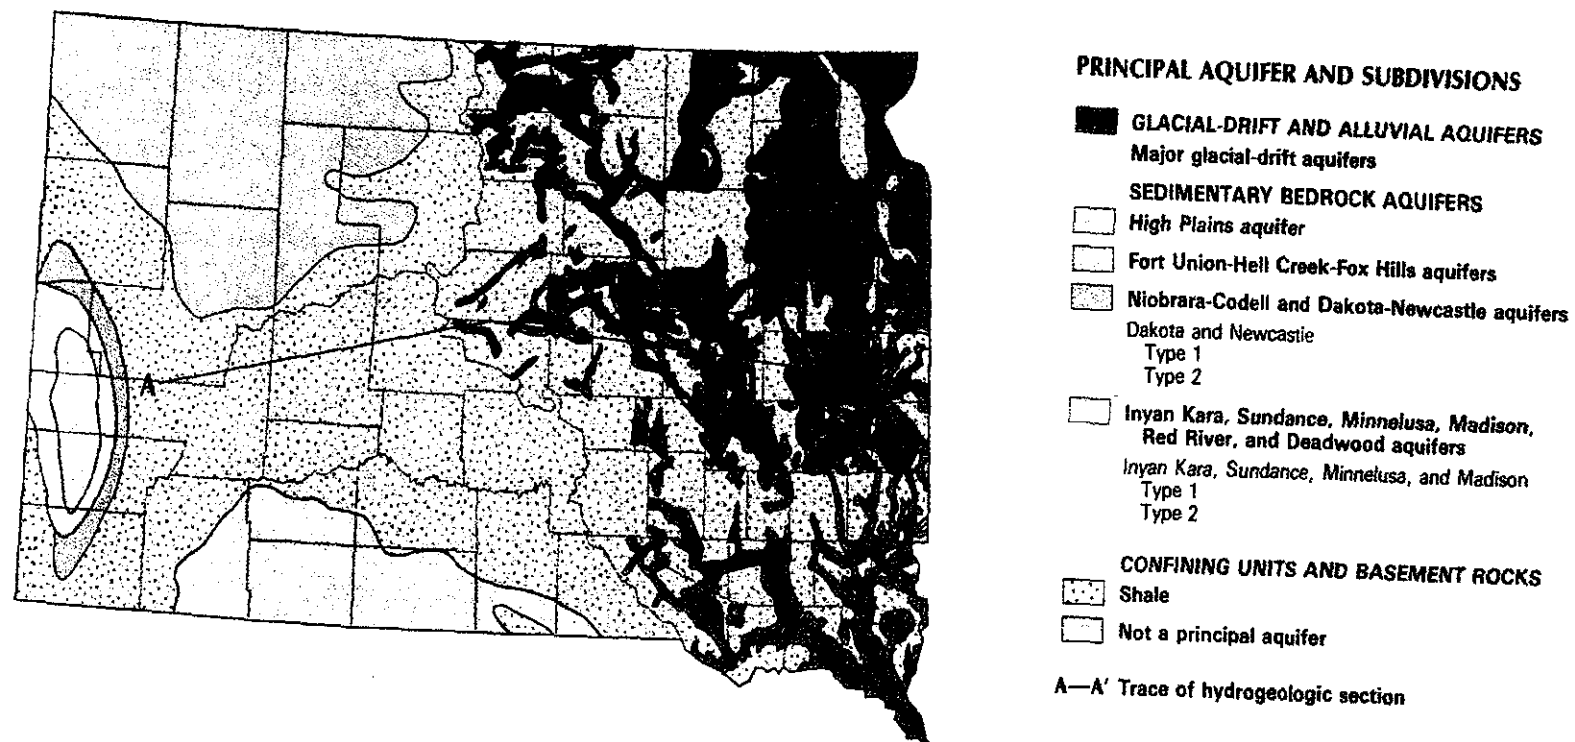 PRINCIPAL AQUIFER AND SUBDIVISIONS
GLACIAL-DRIFT AND ALLUVIAL AQUIFERS
Major glacial-drift aquifers
SEDIMENTARY BEDROCK AQUIFERS
High Plains aquifer
Fort Union-Hell Creek-Fox Hills aquifers
Niobrara-Codell and Dakota-Newcastle aquifers
Dakota and Newcastle
Type 1
Type 2
Inyan Kara, Sundance, Minnelusa, Madison,
Red River, and Deadwood aquifers
Inyan Kara, Sundance, Minnelusa, and Madison
Type 1
Type 2
CONFINING UNITS AND BASEMENT ROCKS
Shale
Not a principal aquifer
A—A' Trace of hydrogeologic section
A